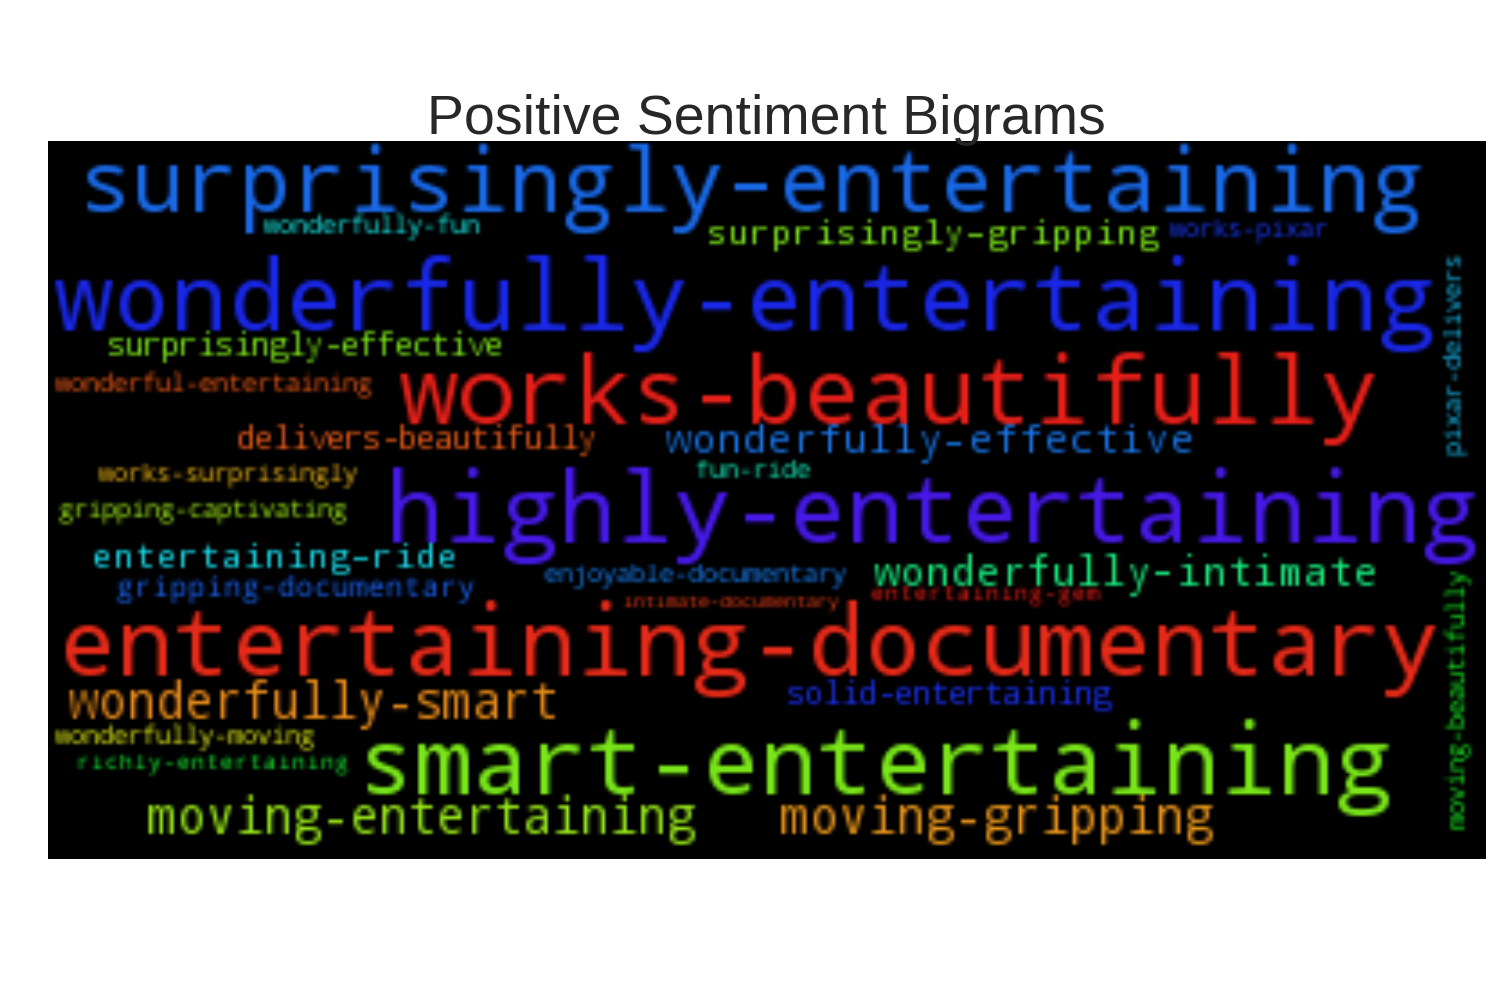 Positive Sentiment Bigrams
surprisingly-entertaining
wonderfully-fun
surprisingly-gripping
works-pixar
wonderfully-entertaining
pixar-delivers
surprisingly-effective
wonderful-entertaining
works-beautifully
delivers-beautifully
wonderfully-effective
works-surprisingly
fun-ride
gripping-captivating
highly-entertaining
entertaining-ride
enjoyable-documentary
wonderfully-intimate
gripping-documentary
intimate-documentary
entertaining-gem
moving-beautifully
entertaining-documentary
wonderfully-smart
solid-entertaining
wonderfully-moving
richly-entertaining
smart-entertaining
moving-entertaining
moving-gripping